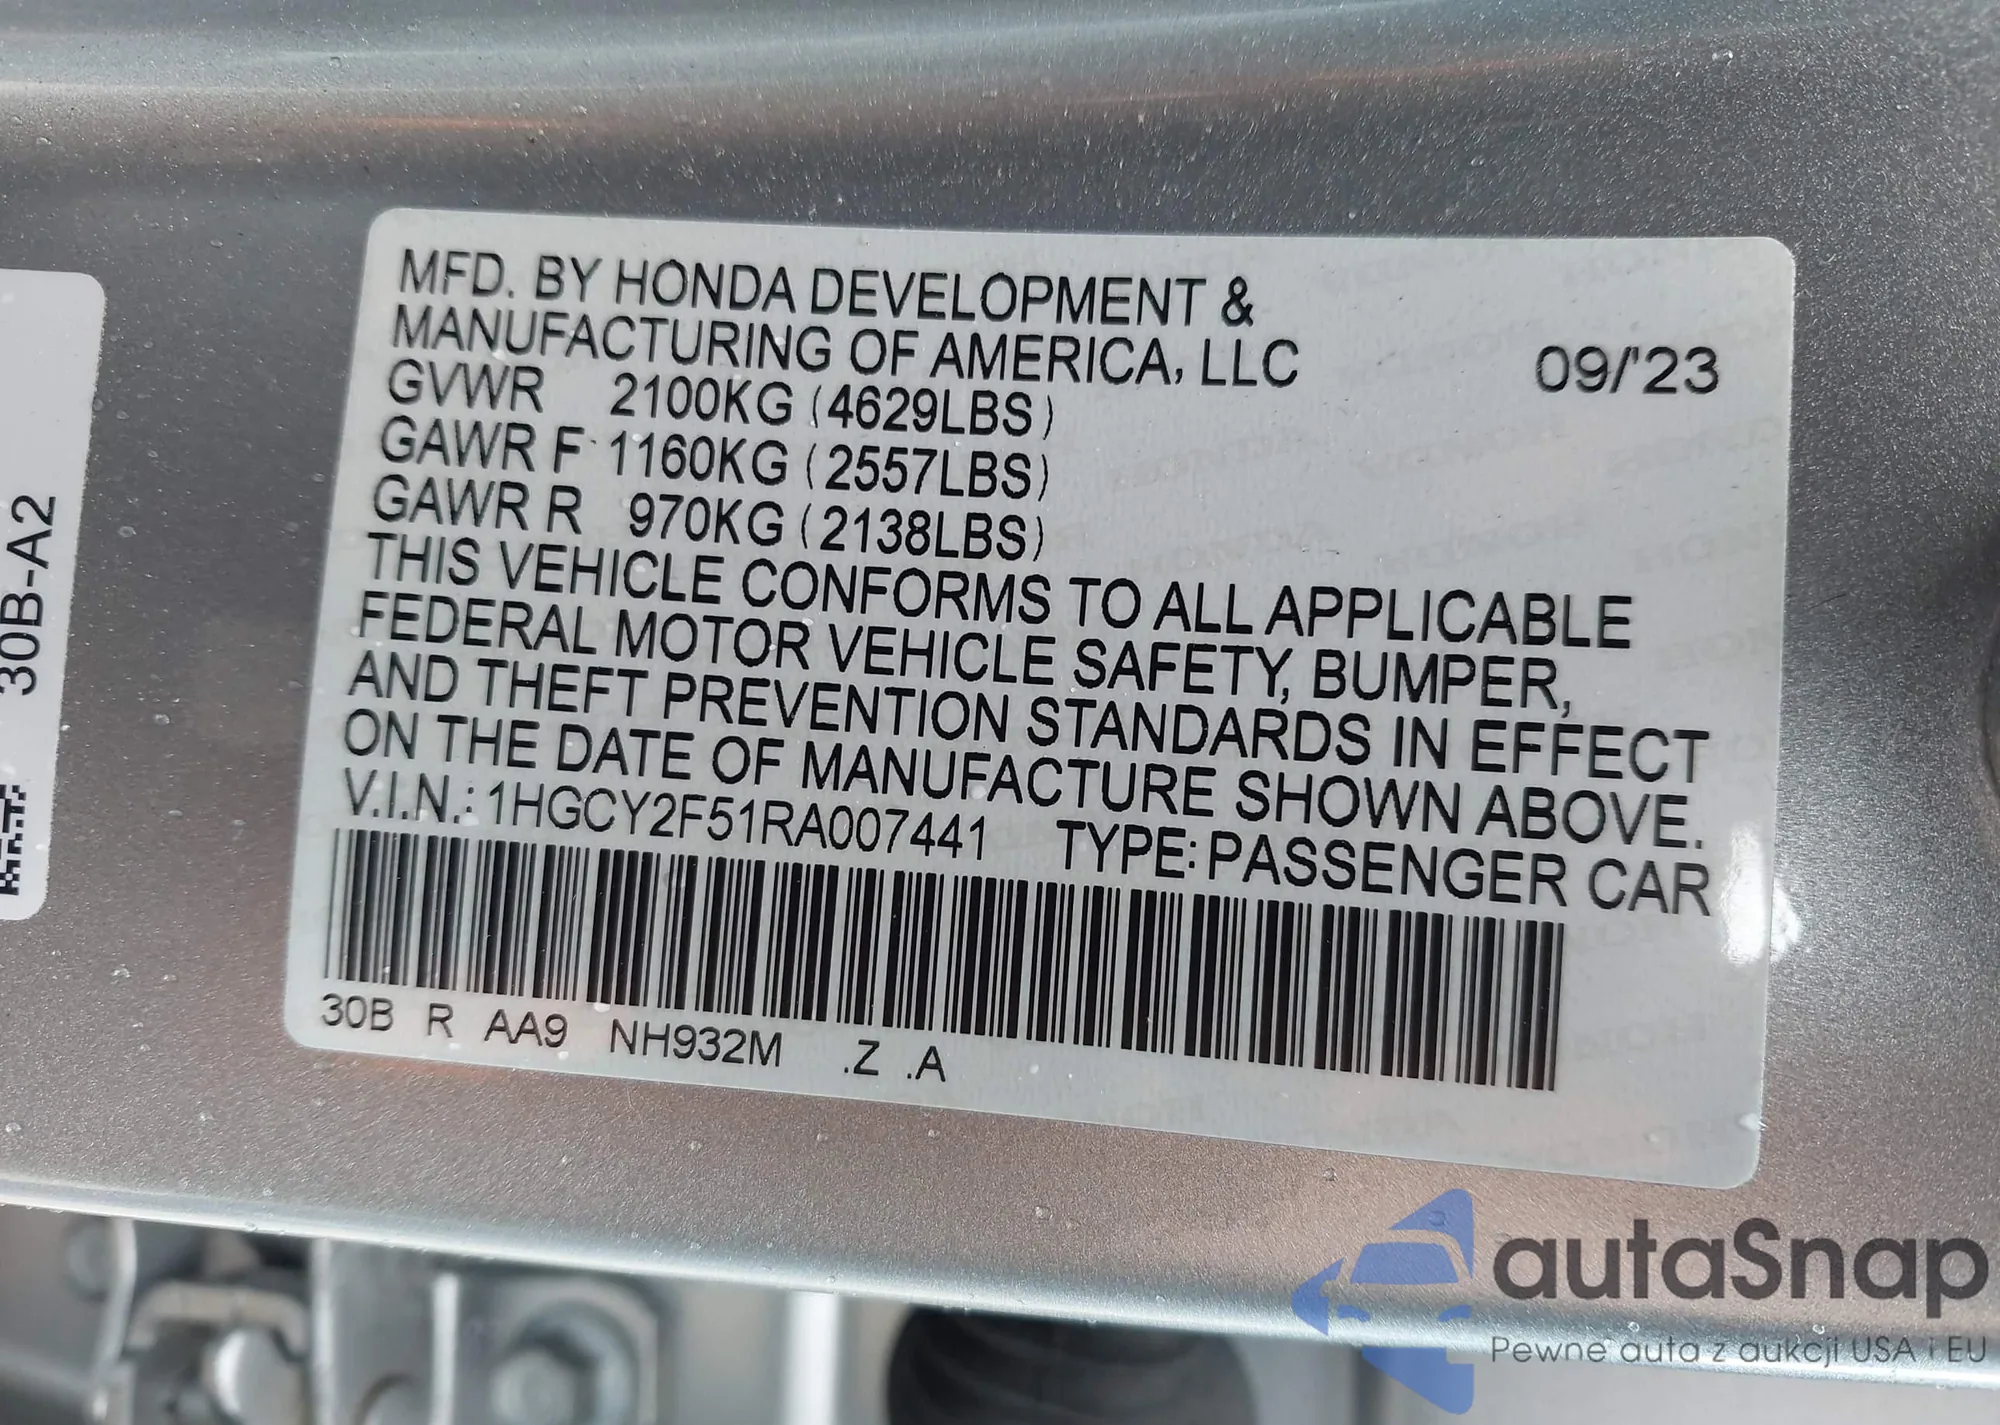 MFD. BY HONDA DEVELOPMENT &
MANUFACTURING OF AMERICA, LLC 09/'23
GVWR 2100KG (4629LBS)
GAWR F 1160KG (2557LBS)
GAWR R 970KG (2138LBS)
THIS VEHICLE CONFORMS TO ALL APPLICABLE
FEDERAL MOTOR VEHICLE SAFETY, BUMPER,
AND THEFT PREVENTION STANDARDS IN EFFECT
ON THE DATE OF MANUFACTURE SHOWN ABOVE.
V.I.N.: 1HGCY2F51RA007441 TYPE: PASSENGER CAR
30B R AA9 NH932M .Z .A
30B-A2
autaSnap
Pewne auta z aukcji USA i EU